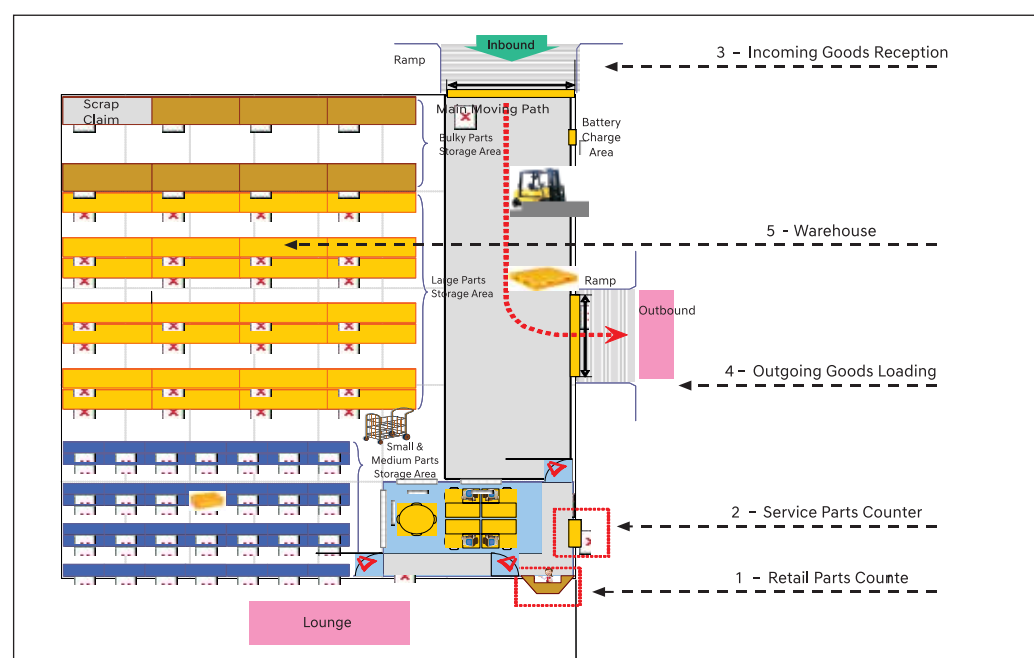 Inbound
Ramp
3 - Incoming Goods Reception
Scrap
Claim
Main Moving Path
Battery
Charge
Area
Bulky Parts
Storage Area
5 - Warehouse
Large Parts
Storage Area
Ramp
Outbound
4 - Outgoing Goods Loading
Small &
Medium Parts
Storage Area
2 - Service Parts Counter
1 - Retail Parts Counte
Lounge